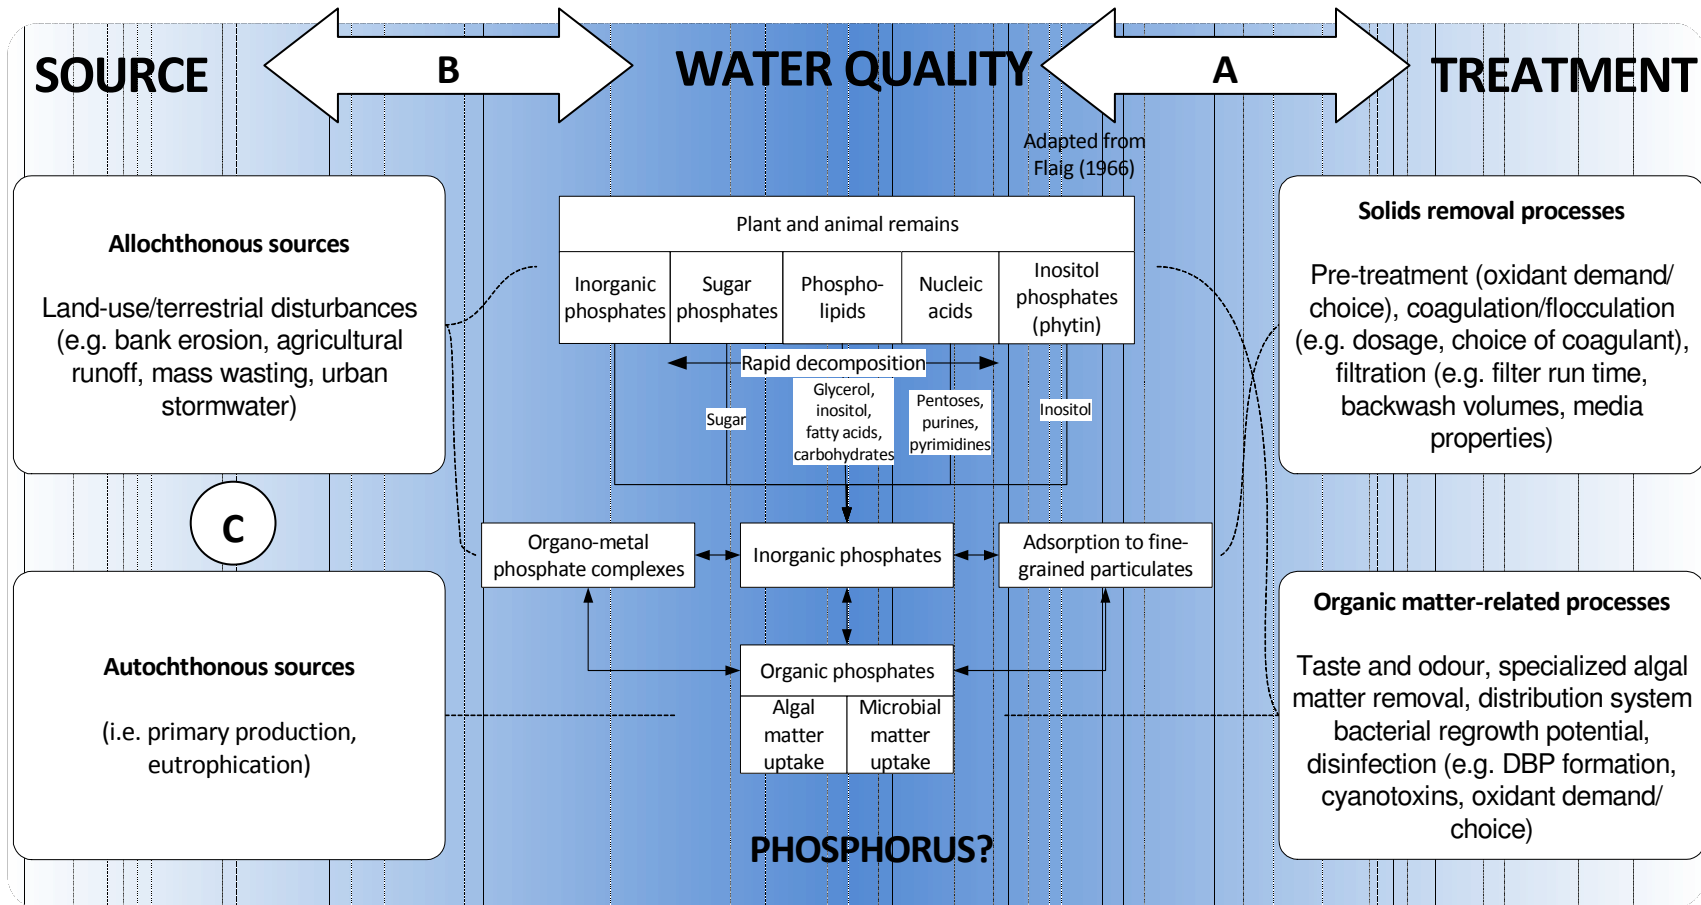 SOURCE
B
WATER QUALITY
A
TREATMENT
Adapted from
Flaig (1966)
Allochthonous sources
Land-use/terrestrial disturbances
(e.g. bank erosion, agricultural
runoff, mass wasting, urban
stormwater)
C
Autochthonous sources
(i.e. primary production,
eutrophication)
Plant and animal remains
Inorganic
phosphates
Sugar
phosphates
Phospho-
lipids
Nucleic
acids
Inositol
phosphates
(phytin)
Rapid decomposition
Sugar
Glycerol,
inositol,
fatty acids,
carbohydrates
Pentoses,
purines,
pyrimidines
Inositol
Organo-metal
phosphate complexes
Inorganic phosphates
Adsorption to fine-
grained particulates
Organic phosphates
Algal
matter
uptake
Microbial
matter
uptake
PHOSPHORUS?
Solids removal processes
Pre-treatment (oxidant demand/
choice), coagulation/flocculation
(e.g. dosage, choice of coagulant),
filtration (e.g. filter run time,
backwash volumes, media
properties)
Organic matter-related processes
Taste and odour, specialized algal
matter removal, distribution system
bacterial regrowth potential,
disinfection (e.g. DBP formation,
cyanotoxins, oxidant demand/
choice)